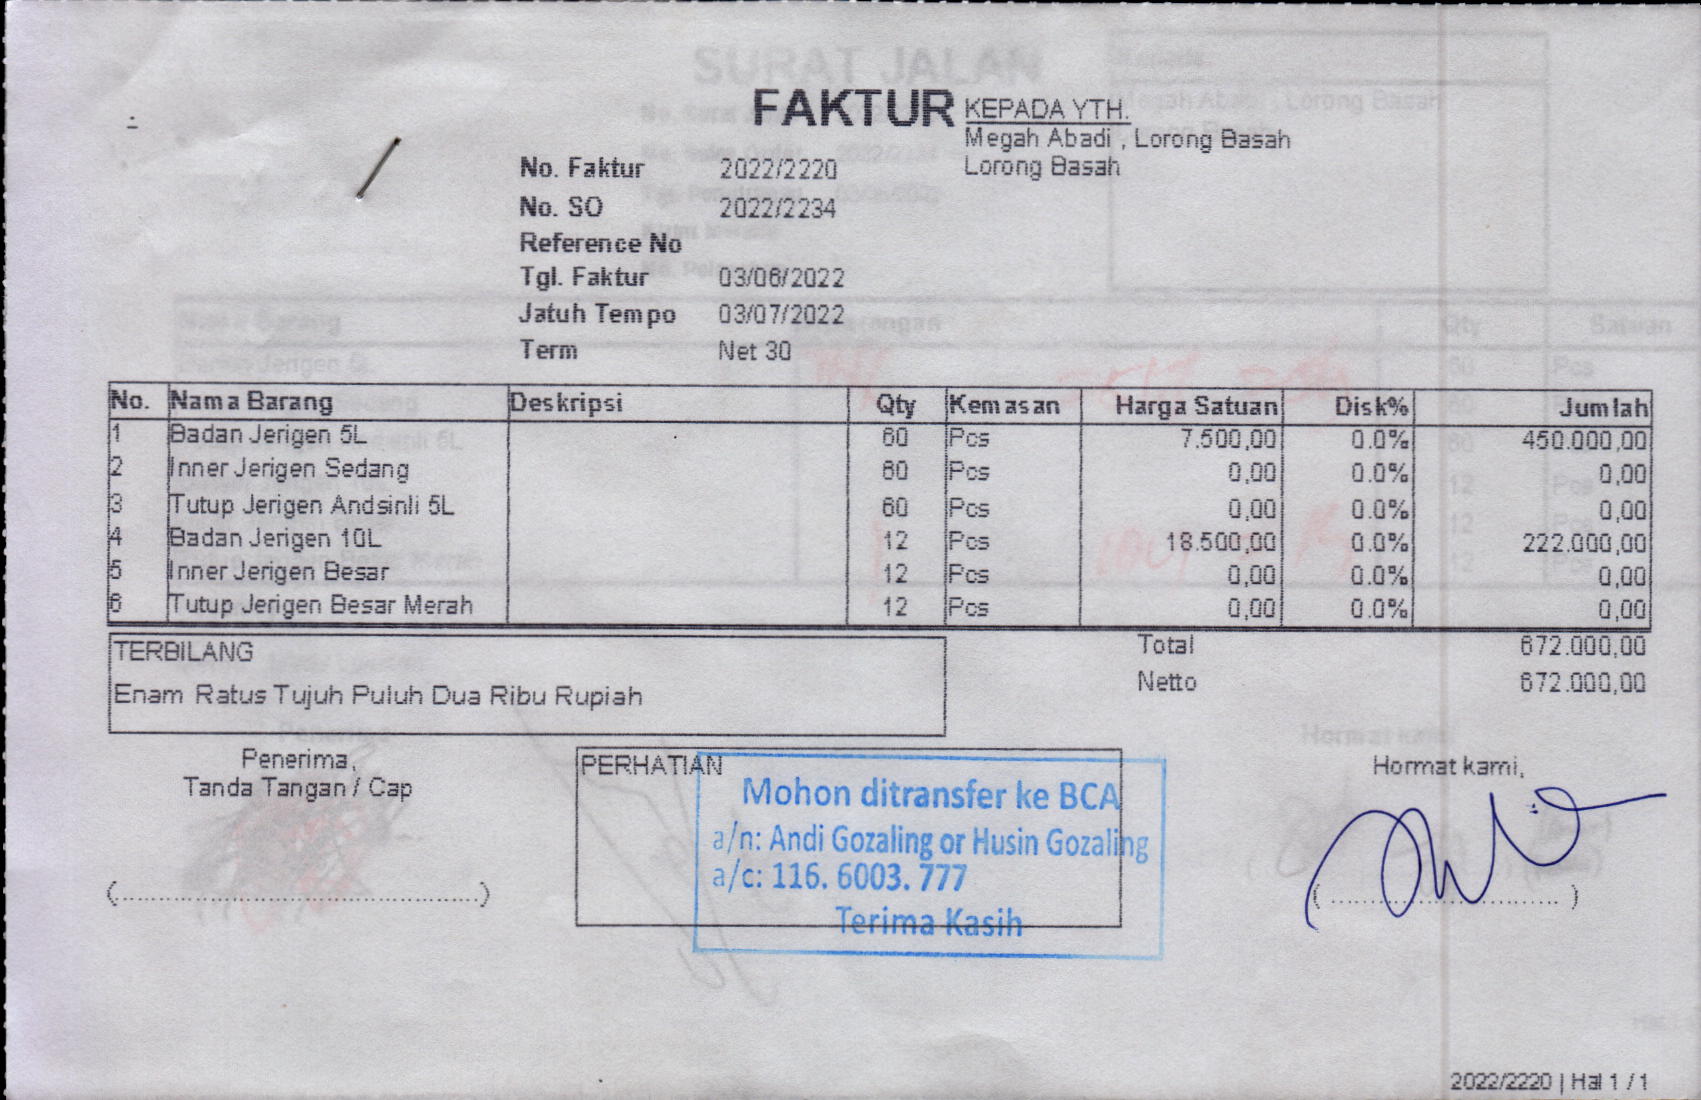 FAKTUR
KEPADA YTH.
Megah Abadi , Lorong Basah
Lorong Basah
No. Faktur 2022/2220
No. SO 2022/2234
Reference No
Tgl. Faktur 03/06/2022
Jatuh Tempo 03/07/2022
Term Net 30
No. Nama Barang Deskripsi Qty Kemasan Harga Satuan Disk% Jumlah
1 Badan Jerigen 5L 60 Pcs 7.500,00 0.0% 450.000,00
2 Inner Jerigen Sedang 60 Pcs 0,00 0.0% 0,00
3 Tutup Jerigen Andsinli 5L 60 Pcs 0,00 0.0% 0,00
4 Badan Jerigen 10L 12 Pcs 18.500,00 0.0% 222.000,00
5 Inner Jerigen Besar 12 Pcs 0,00 0.0% 0,00
6 Tutup Jerigen Besar Merah 12 Pcs 0,00 0.0% 0,00
Total 672.000,00
Netto 672.000,00
TERBILANG
Enam Ratus Tujuh Puluh Dua Ribu Rupiah
Penerima,
Tanda Tangan / Cap
PERHATIAN
Mohon ditransfer ke BCA
a/n: Andi Gozaling or Husin Gozaling
a/c: 116. 6003. 777
Terima Kasih
Hormat kami,
2022/2220 | Hal 1 / 1